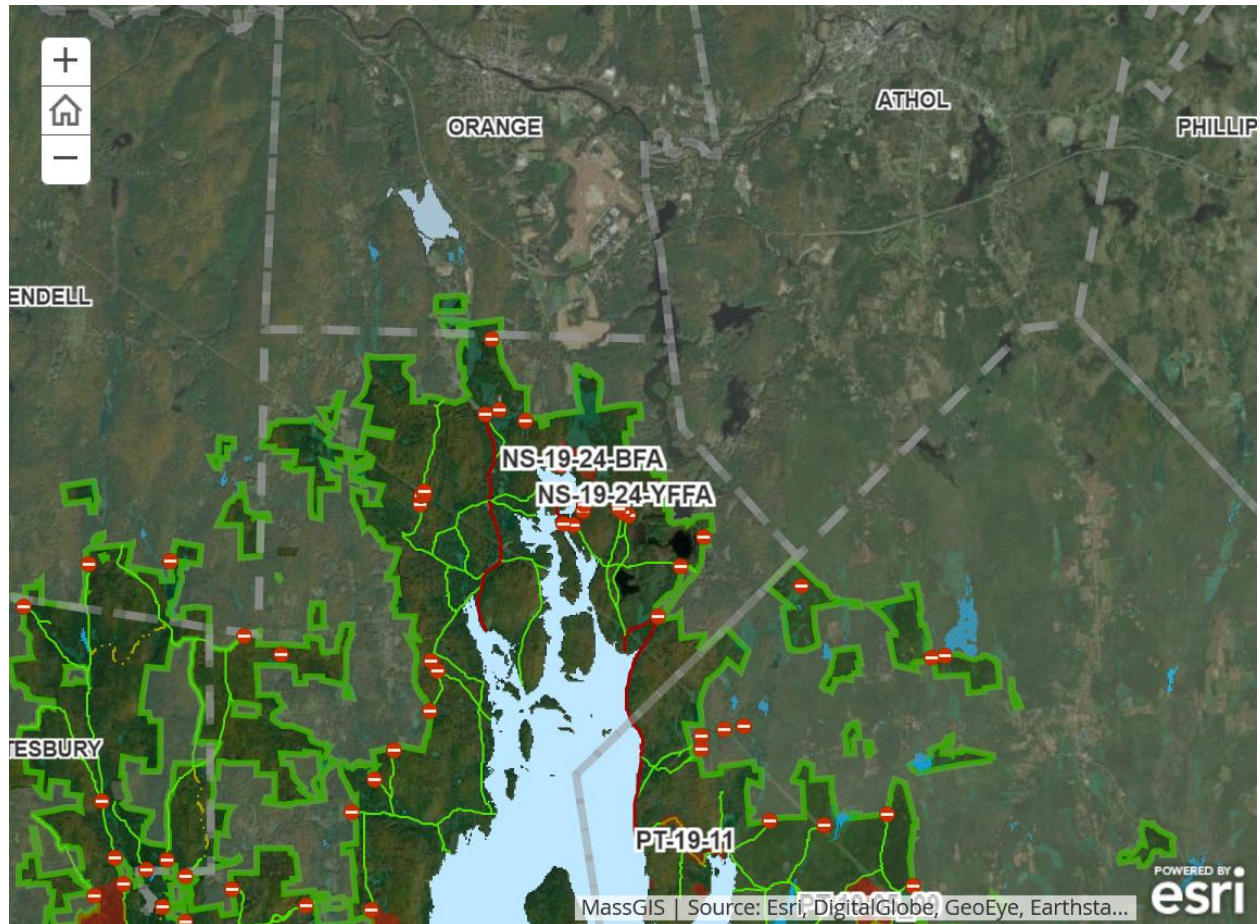 +
−
ATHOL
ORANGE
PHILLIP
ENDELL
NS-19-24-BFA
NS-19-24-YFFA
TESBURY
PT-19-11
POWERED BY
esri
MassGIS | Source: Esri, DigitalGlobe, GeoEye, Earthsta...